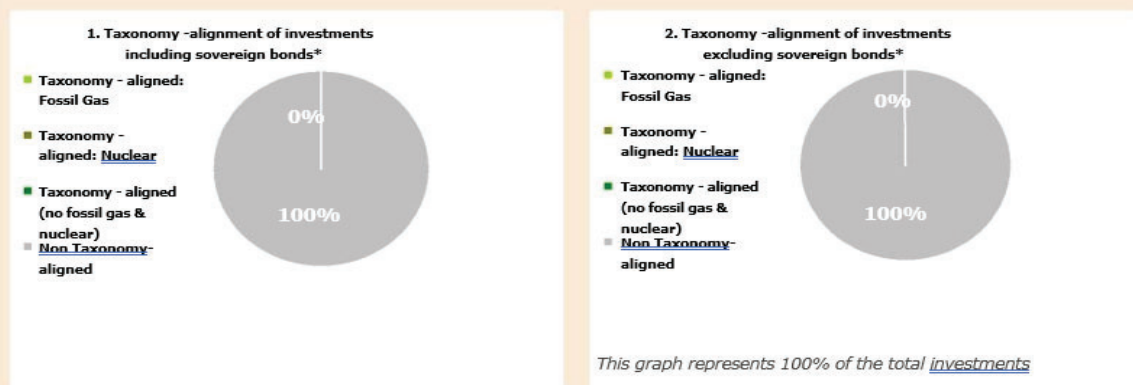 1. Taxonomy -alignment of investments
including sovereign bonds*
Taxonomy - aligned:
Fossil Gas
Taxonomy -
aligned: Nuclear
Taxonomy - aligned
(no fossil gas &
nuclear)
Non Taxonomy-
aligned
0%
100%
2. Taxonomy -alignment of investments
excluding sovereign bonds*
Taxonomy - aligned:
Fossil Gas
Taxonomy -
aligned: Nuclear
Taxonomy - aligned
(no fossil gas &
nuclear)
Non Taxonomy-
aligned
0%
100%
This graph represents 100% of the total investments